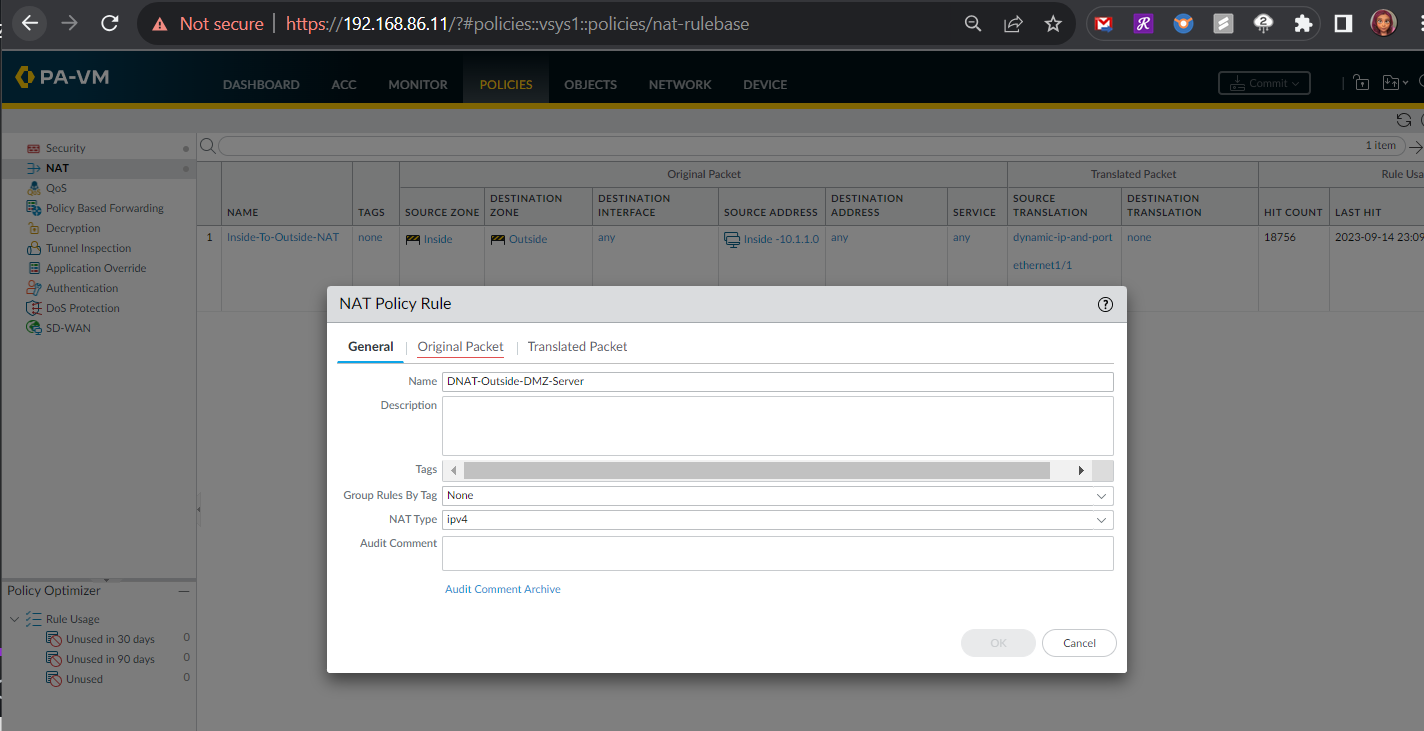 Not secure https://192.168.86.11/?#policies::vsys1::policies/nat-rulebase
PA-VM
DASHBOARD ACC MONITOR POLICIES OBJECTS NETWORK DEVICE Commit
Security
NAT
QoS
Policy Based Forwarding
Decryption
Tunnel Inspection
Application Override
Authentication
DoS Protection
SD-WAN
1 item
Original Packet Translated Packet
NAME TAGS SOURCE ZONE DESTINATION ZONE DESTINATION INTERFACE SOURCE ADDRESS DESTINATION ADDRESS SERVICE SOURCE TRANSLATION DESTINATION TRANSLATION HIT COUNT LAST HIT
1 Inside-To-Outside-NAT none Inside Outside any Inside -10.1.1.0 any any dynamic-ip-and-port none 18756 2023-09-14 23:09
ethernet1/1
NAT Policy Rule
General Original Packet Translated Packet
Name DNAT-Outside-DMZ-Server
Description
Tags
Group Rules By Tag None
NAT Type ipv4
Audit Comment
Audit Comment Archive
OK Cancel
Policy Optimizer
Rule Usage
Unused in 30 days 0
Unused in 90 days 0
Unused 0